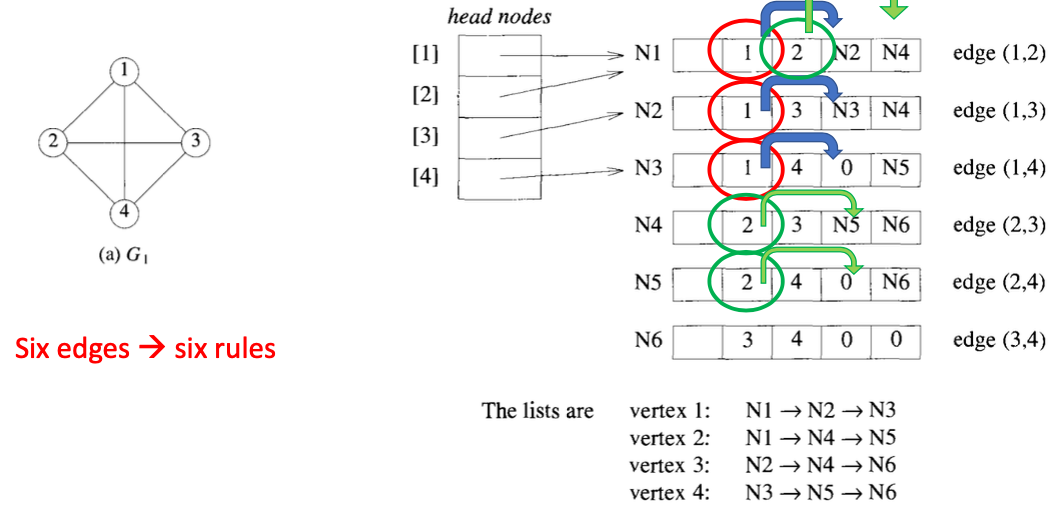 1
2
3
4
(a) G1
Six edges → six rules
head nodes
[1]
[2]
[3]
[4]
N1 1 2 N2 N4 edge (1,2)
N2 1 3 N3 N4 edge (1,3)
N3 1 4 0 N5 edge (1,4)
N4 2 3 N5 N6 edge (2,3)
N5 2 4 0 N6 edge (2,4)
N6 3 4 0 0 edge (3,4)
The lists are vertex 1: N1 → N2 → N3
vertex 2: N1 → N4 → N5
vertex 3: N2 → N4 → N6
vertex 4: N3 → N5 → N6